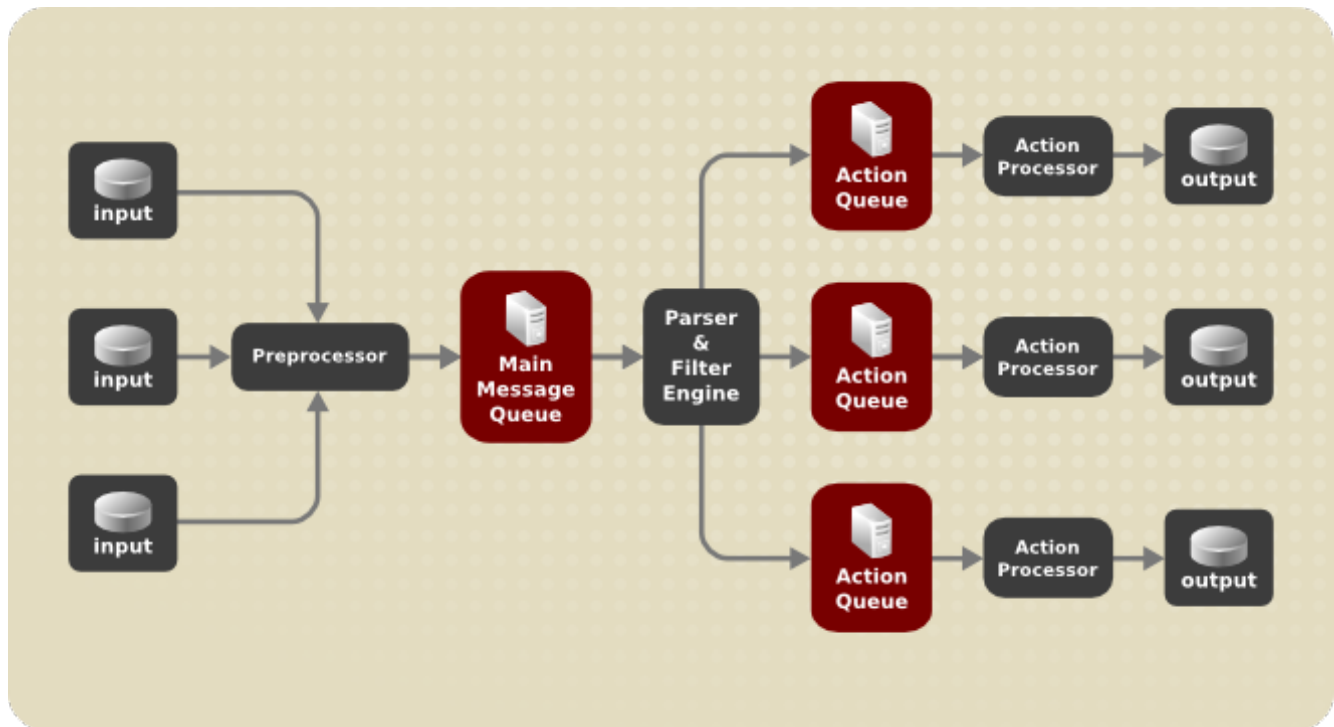 input
input
input
Preprocessor
Main
Message
Queue
Parser
&
Filter
Engine
Action
Queue
Action
Processor
output
Action
Queue
Action
Processor
output
Action
Queue
Action
Processor
output